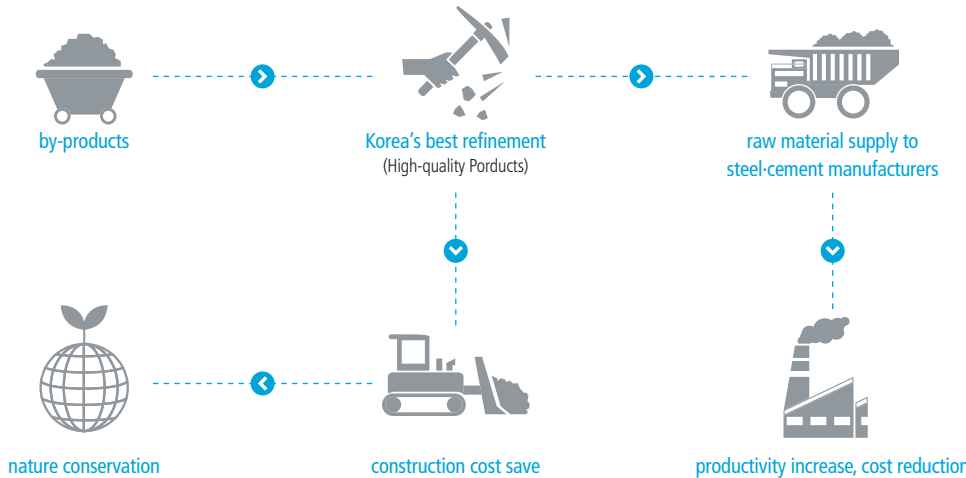 by-products
Korea's best refinement
(High-quality Porducts)
raw material supply to
steel·cement manufacturers
nature conservation
construction cost save
productivity increase, cost reduction